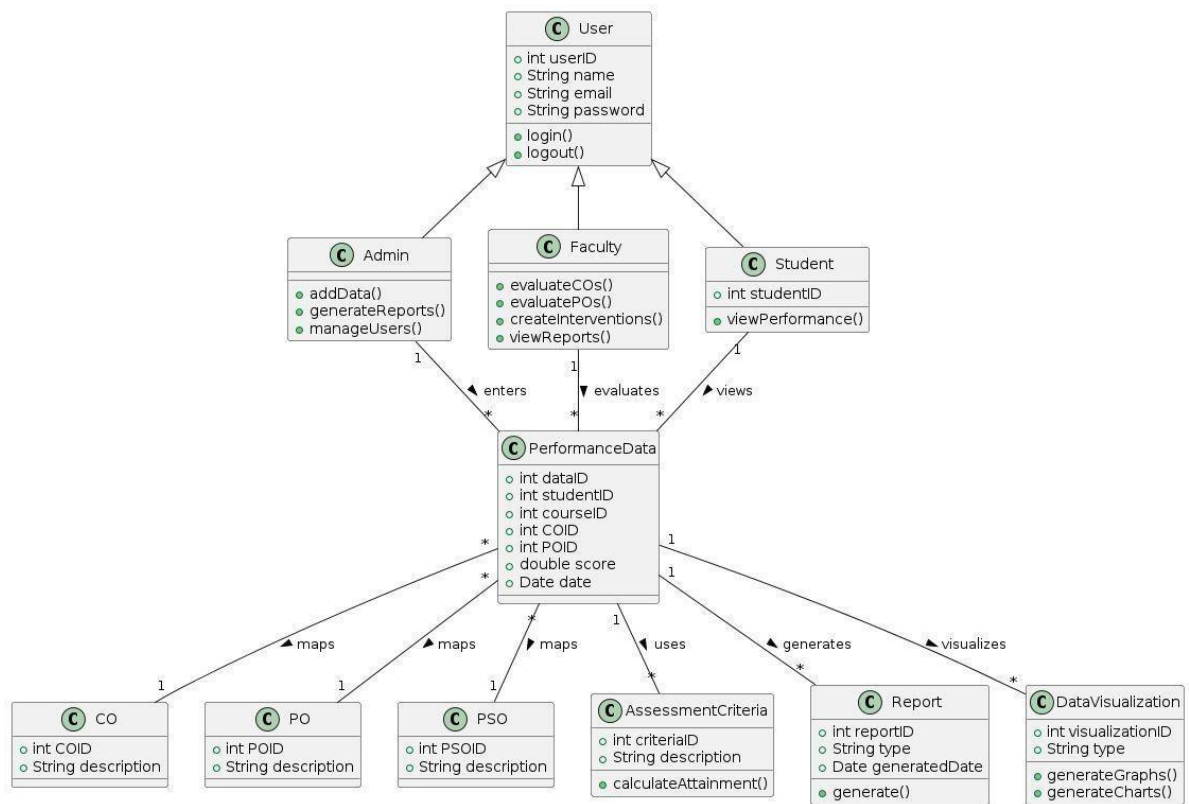 C User
int userID
String name
String email
String password
login()
logout()
C Admin
addData()
generateReports()
manageUsers()
C Faculty
evaluateCOs()
evaluatePOs()
createInterventions()
viewReports()
C Student
int studentID
viewPerformance()
1
enters
*
1
evaluates
*
1
views
*
C PerformanceData
int dataID
int studentID
int courseID
int COID
int POID
double score
Date date
*
maps
1
*
maps
1
*
maps
1
1
uses
*
1
generates
*
1
visualizes
*
C CO
int COID
String description
C PO
int POID
String description
C PSO
int PSOID
String description
C AssessmentCriteria
int criteriaID
String description
calculateAttainment()
C Report
int reportID
String type
Date generatedDate
generate()
C DataVisualization
int visualizationID
String type
generateGraphs()
generateCharts()